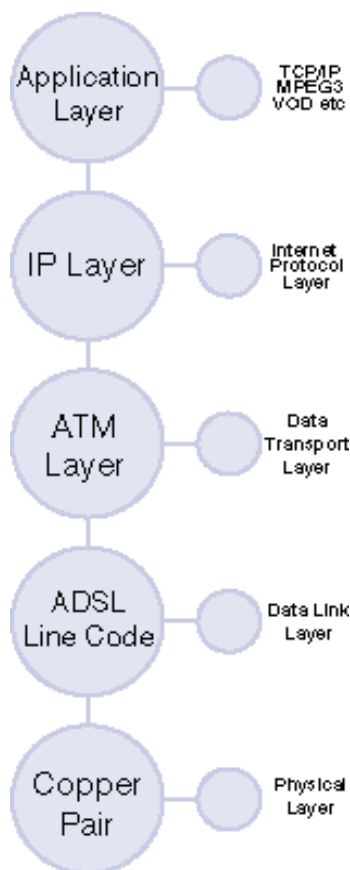 Application
Layer
TCP/IP
MPEG3
VOD etc
IP Layer
Internet
Protocol
Layer
ATM
Layer
Data
Transport
Layer
ADSL
Line Code
Data Link
Layer
Copper
Pair
Physical
Layer